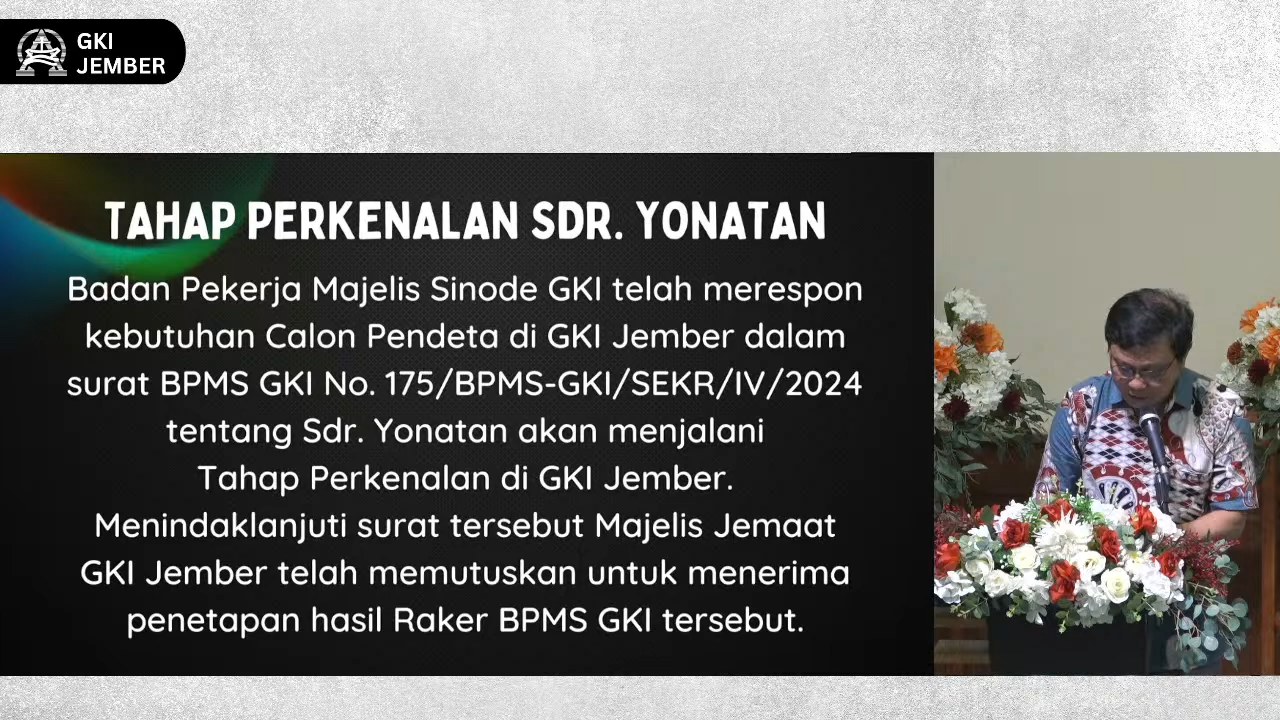 GKI
JEMBER
TAHAP PERKENALAN SDR. YONATAN
Badan Pekerja Majelis Sinode GKI telah merespon
kebutuhan Calon Pendeta di GKI Jember dalam
surat BPMS GKI No. 175/BPMS-GKI/SEKR/IV/2024
tentang Sdr. Yonatan akan menjalani
Tahap Perkenalan di GKI Jember.
Menindaklanjuti surat tersebut Majelis Jemaat
GKI Jember telah memutuskan untuk menerima
penetapan hasil Raker BPMS GKI tersebut.